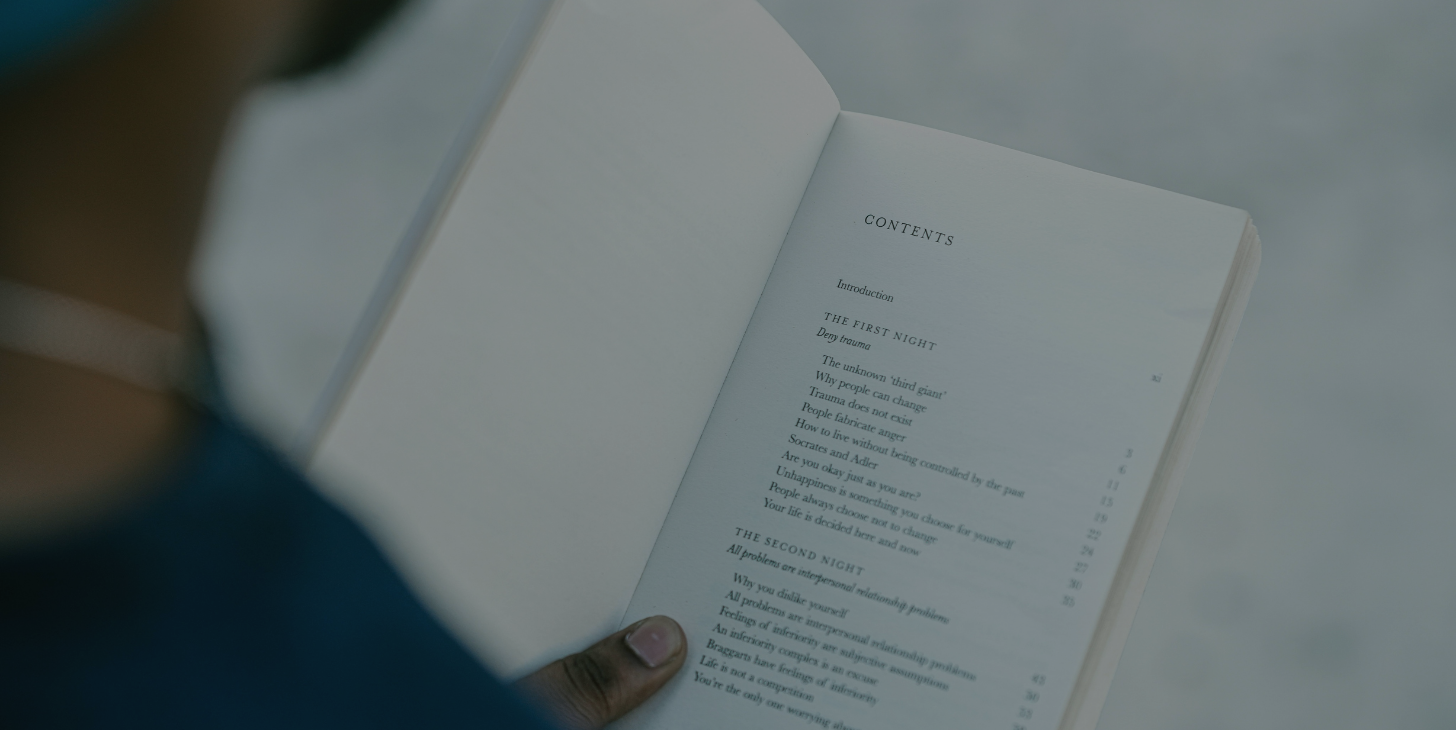 CONTENTS
Introduction xi
THE FIRST NIGHT
Deny trauma
The unknown 'third giant' 3
Why people can change 6
Trauma does not exist 11
People fabricate anger 15
How to live without being controlled by the past 19
Socrates and Adler 22
Are you okay just as you are? 24
Unhappiness is something you choose for yourself 27
People always choose not to change 30
Your life is decided here and now 35
THE SECOND NIGHT
All problems are interpersonal relationship problems
Why you dislike yourself
All problems are interpersonal relationship problems
Feelings of inferiority are subjective assumptions
An inferiority complex is an excuse
Braggarts have feelings of inferiority
Life is not a competition
You're the only one worrying